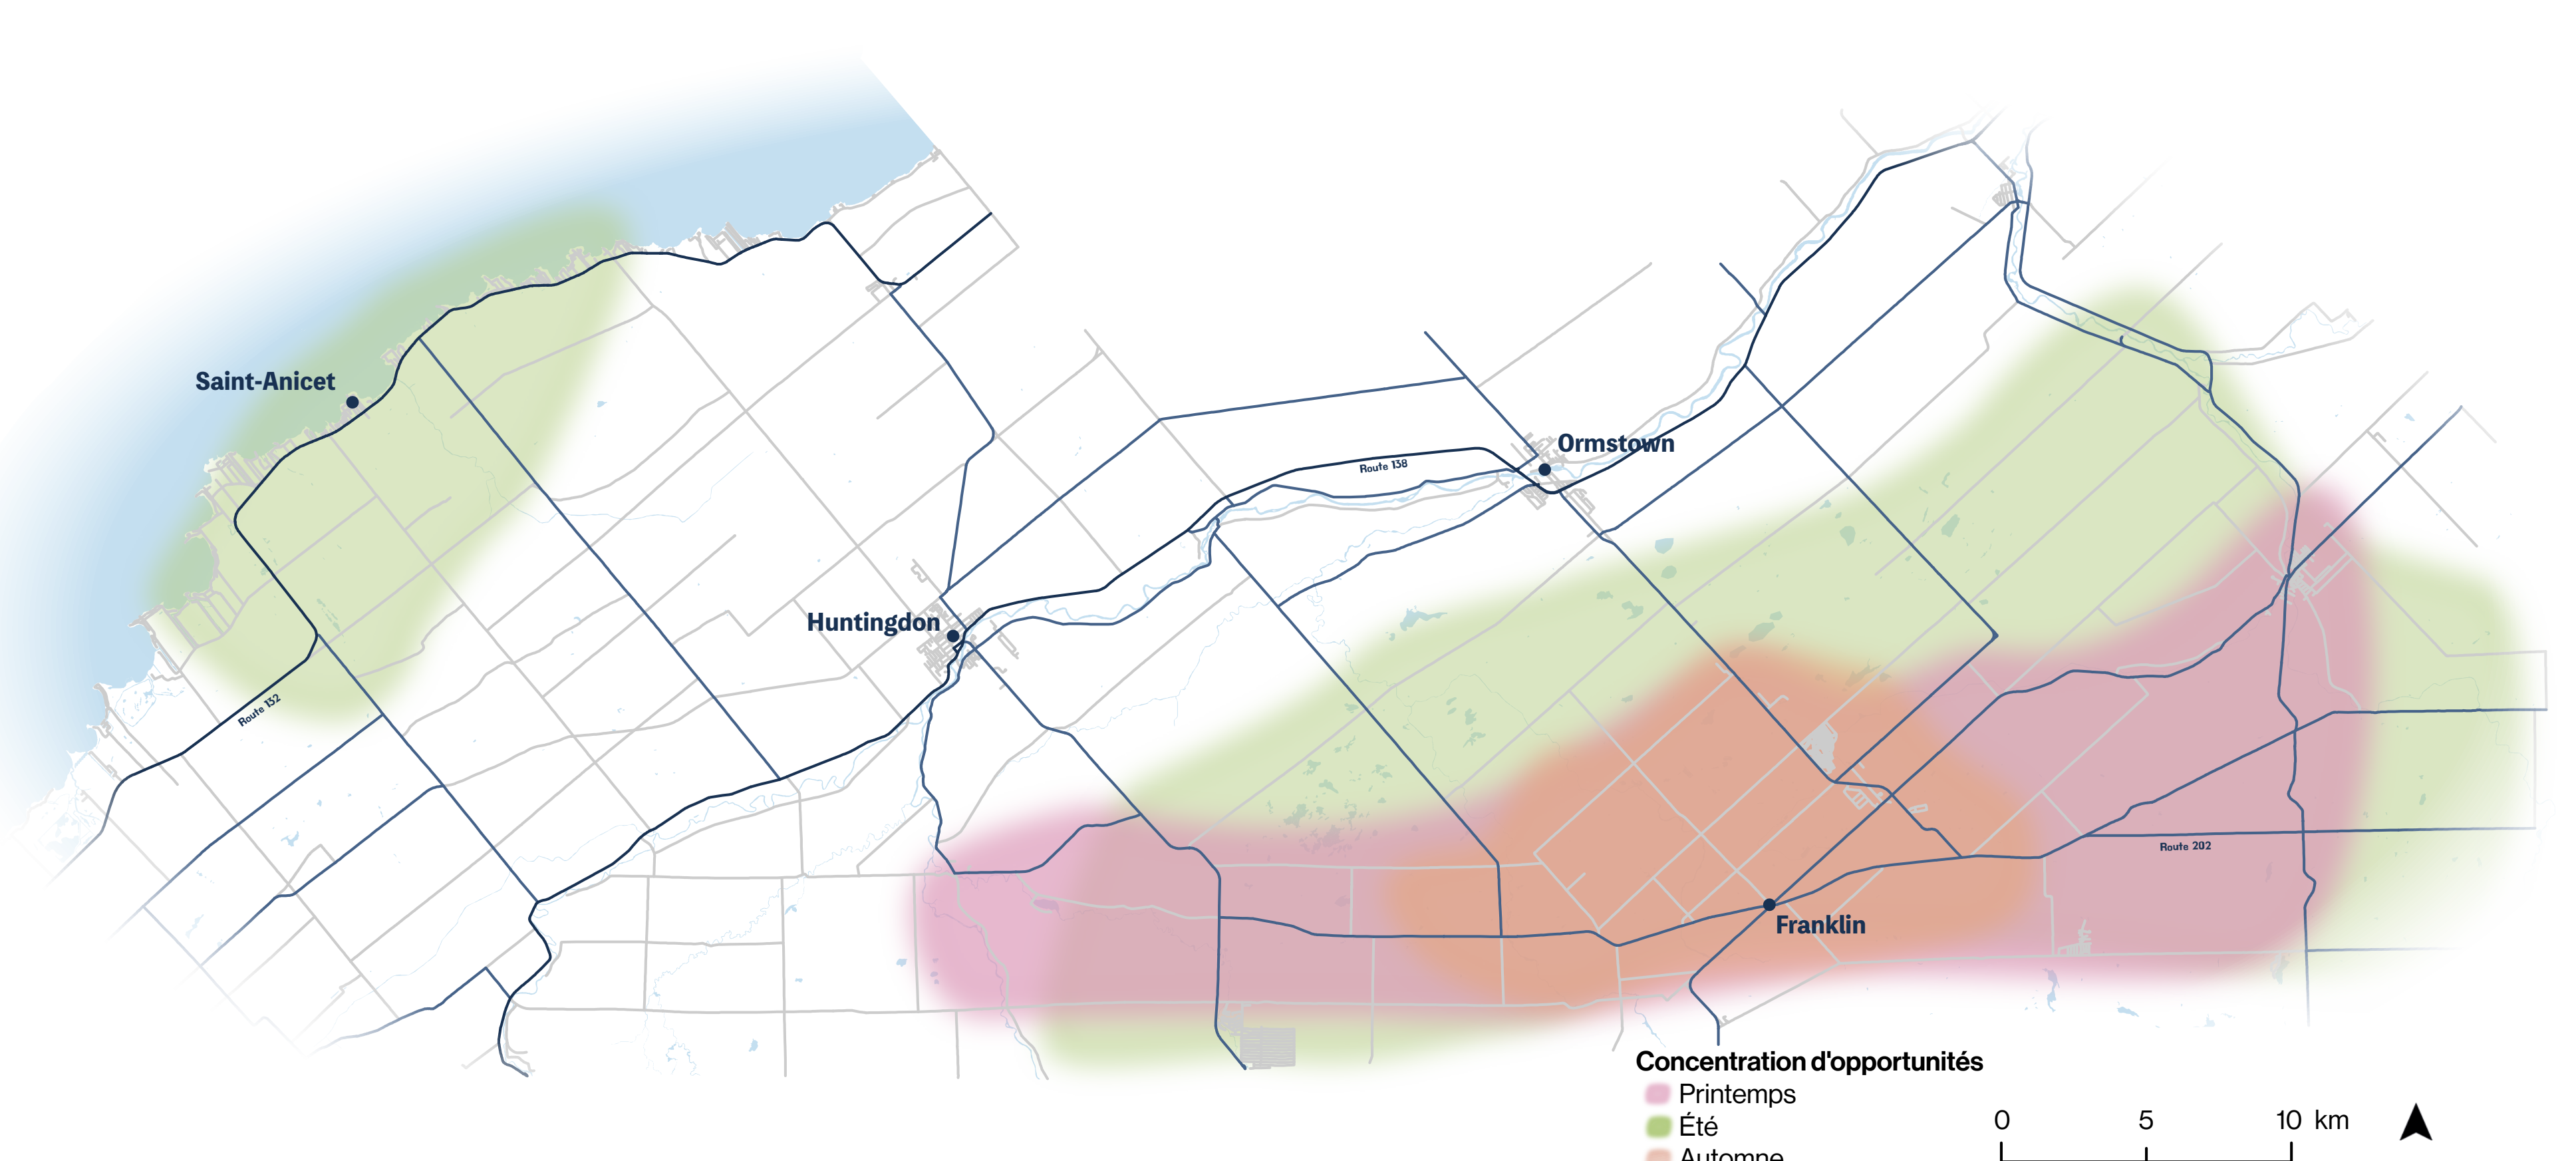 Saint-Anicet
Ormstown
Route 138
Huntingdon
Route 132
Route 202
Franklin
Concentration d'opportunités
Printemps
Été
Automne
0 5 10 km